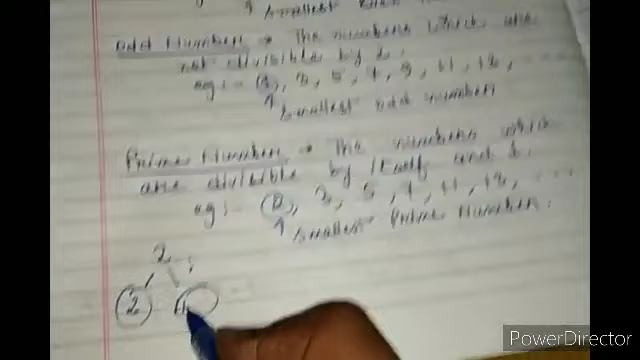 Smallest
Odd Number → The numbers which are
not divisible by 2.
eg:- (1), 3, 5, 7, 9, 11, 13, ....
↑ Smallest odd number
Prime Number → The numbers which
are divisible by itself and 1.
eg:- (2), 3, 5, 7, 11, 13, ....
↑ Smallest Prime Number.
2
2
PowerDirector